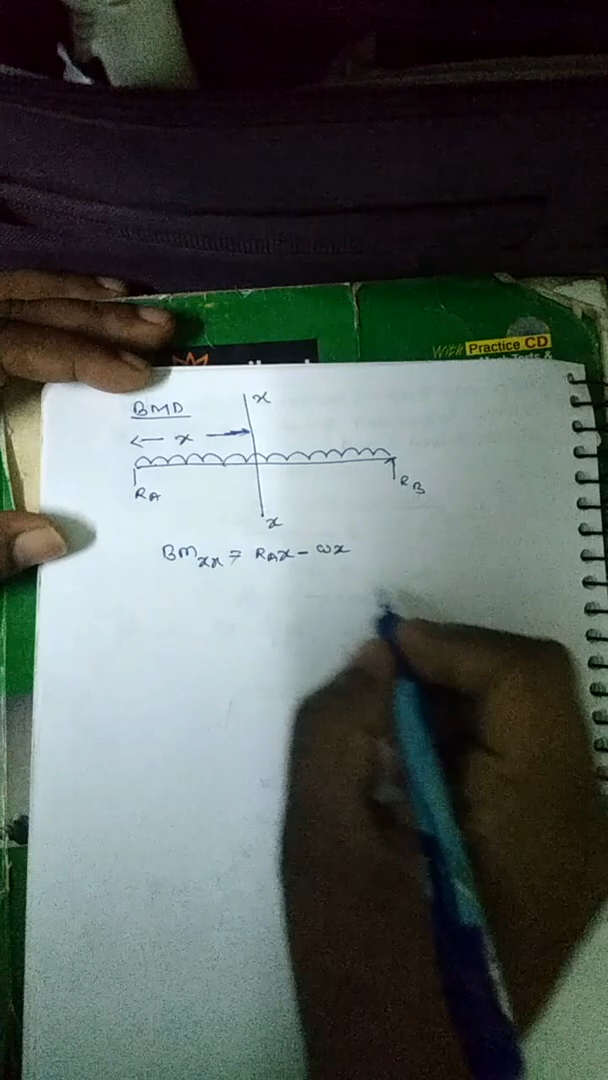 With Practice CD
BMD
x
x
RA
RB
x
BMxx = RAx - ωx